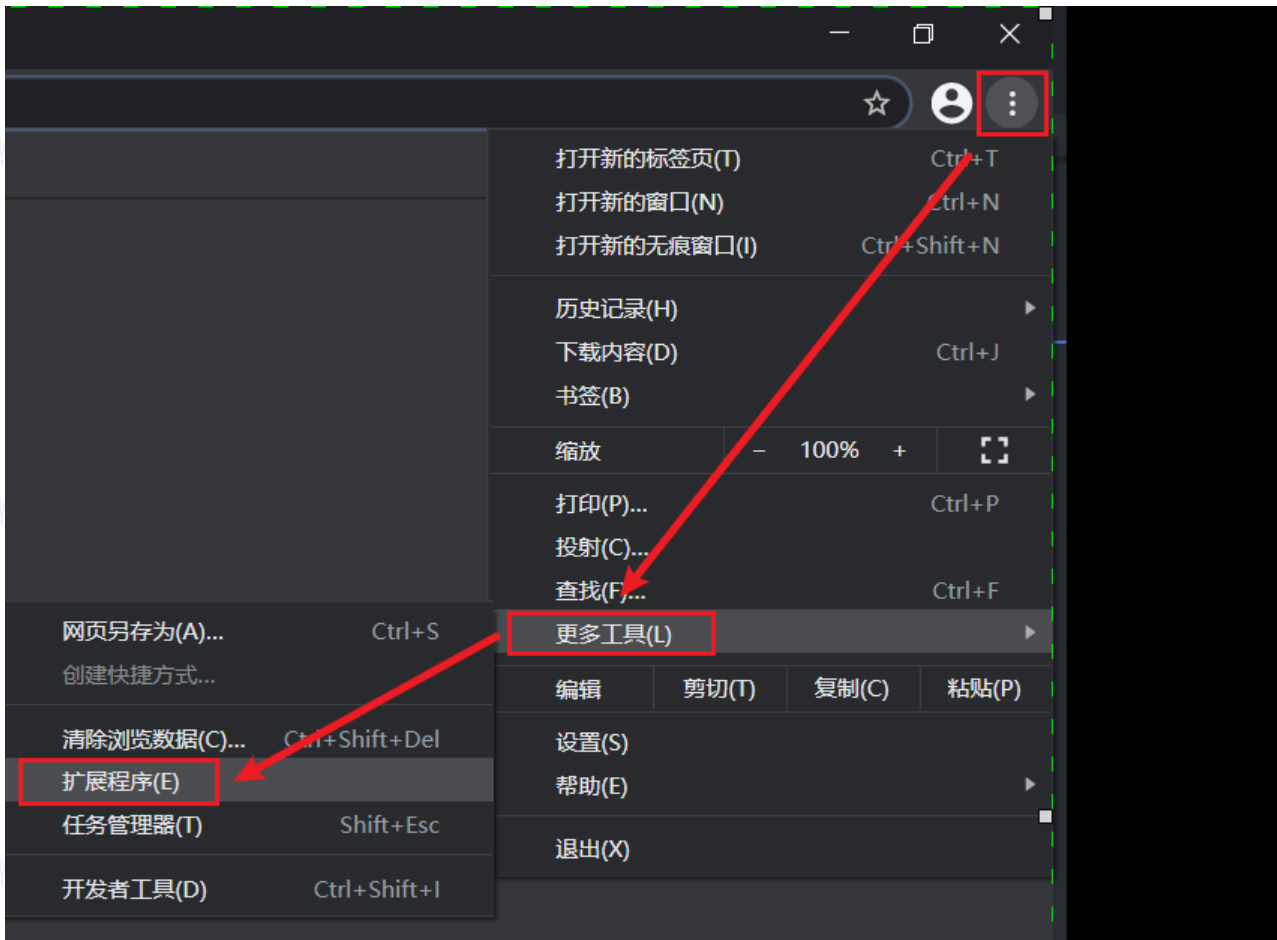 打开新的标签页(T) Ctrl+T
打开新的窗口(N) Ctrl+N
打开新的无痕窗口(I) Ctrl+Shift+N
历史记录(H)
下载内容(D) Ctrl+J
书签(B)
缩放 − 100% +
打印(P)... Ctrl+P
投射(C)...
查找(F)... Ctrl+F
更多工具(L)
编辑 剪切(T) 复制(C) 粘贴(P)
设置(S)
帮助(E)
退出(X)
网页另存为(A)... Ctrl+S
创建快捷方式...
清除浏览数据(C)... Ctrl+Shift+Del
扩展程序(E)
任务管理器(T) Shift+Esc
开发者工具(D) Ctrl+Shift+I